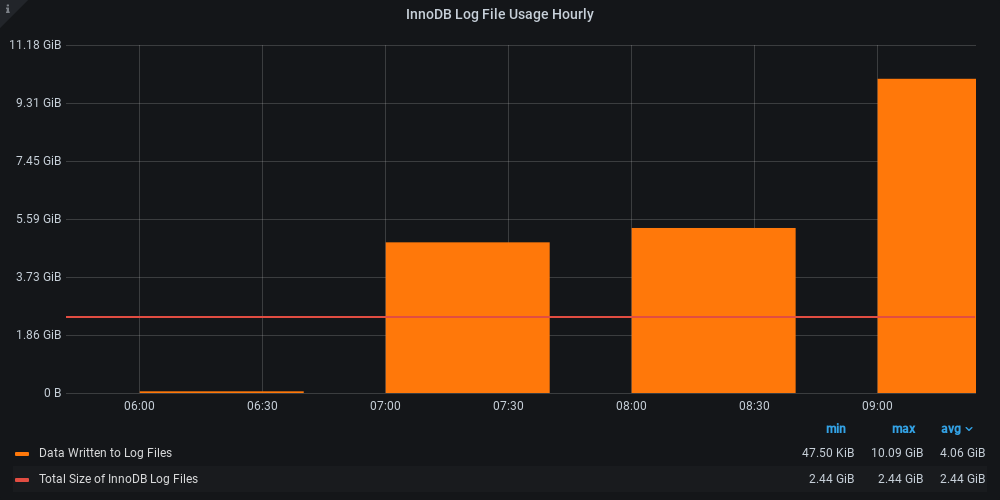 i
InnoDB Log File Usage Hourly
11.18 GiB
9.31 GiB
7.45 GiB
5.59 GiB
3.73 GiB
1.86 GiB
0 B
06:00 06:30 07:00 07:30 08:00 08:30 09:00
min max avg
Data Written to Log Files 47.50 KiB 10.09 GiB 4.06 GiB
Total Size of InnoDB Log Files 2.44 GiB 2.44 GiB 2.44 GiB